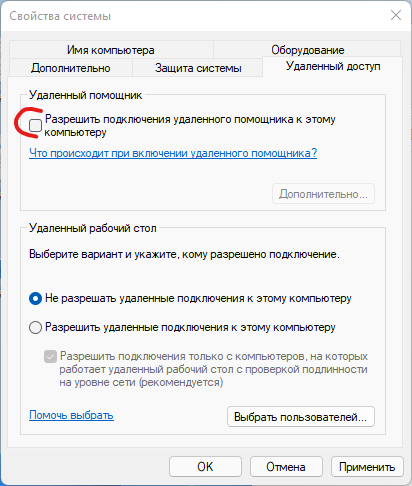 Свойства системы
Имя компьютера
Оборудование
Дополнительно
Защита системы
Удаленный доступ
Удаленный помощник
Разрешить подключения удаленного помощника к этому
компьютеру
Что происходит при включении удаленного помощника?
Дополнительно...
Удаленный рабочий стол
Выберите вариант и укажите, кому разрешено подключение.
Не разрешать удаленные подключения к этому компьютеру
Разрешить удаленные подключения к этому компьютеру
Разрешить подключения только с компьютеров, на которых
работает удаленный рабочий стол с проверкой подлинности
на уровне сети (рекомендуется)
Помочь выбрать
Выбрать пользователей...
ОК
Отмена
Применить